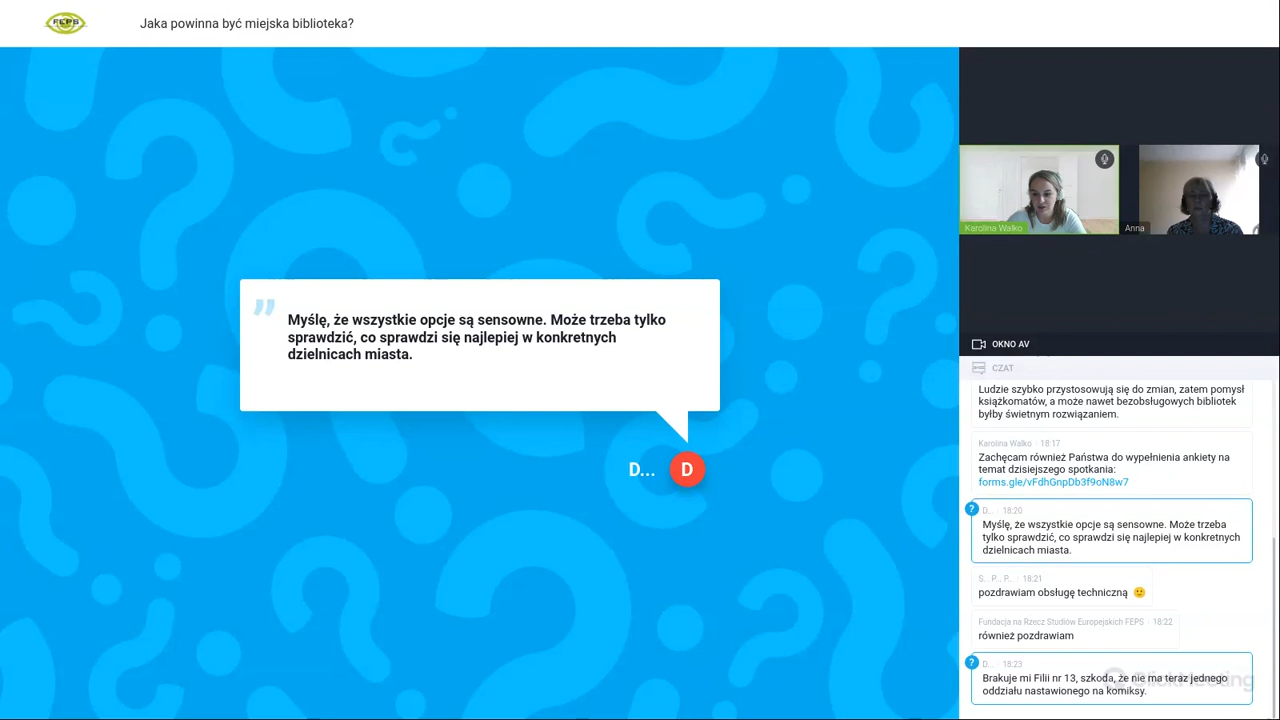 FEPS
Jaka powinna być miejska biblioteka?
Myślę, że wszystkie opcje są sensowne. Może trzeba tylko
sprawdzić, co sprawdzi się najlepiej w konkretnych
dzielnicach miasta.
D...
D
Karolina Walko
Anna
OKNO AV
CZAT
Ludzie szybko przystosowują się do zmian, zatem pomysł
książkomatów, a może nawet bezobsługowych bibliotek
byłby świetnym rozwiązaniem.
Karolina Walko · 18:17
Zachęcam również Państwa do wypełnienia ankiety na
temat dzisiejszego spotkania:
forms.gle/vFdhGnpDb3f9oN8w7
?
D... · 18:20
Myślę, że wszystkie opcje są sensowne. Może trzeba
tylko sprawdzić, co sprawdzi się najlepiej w konkretnych
dzielnicach miasta.
S... P... P... · 18:21
pozdrawiam obsługę techniczną 🙂
Fundacja na Rzecz Studiów Europejskich FEPS · 18:22
również pozdrawiam
?
D... · 18:23
Brakuje mi Filii nr 13, szkoda, że nie ma teraz jednego
oddziału nastawionego na komiksy.
ClickMeeting